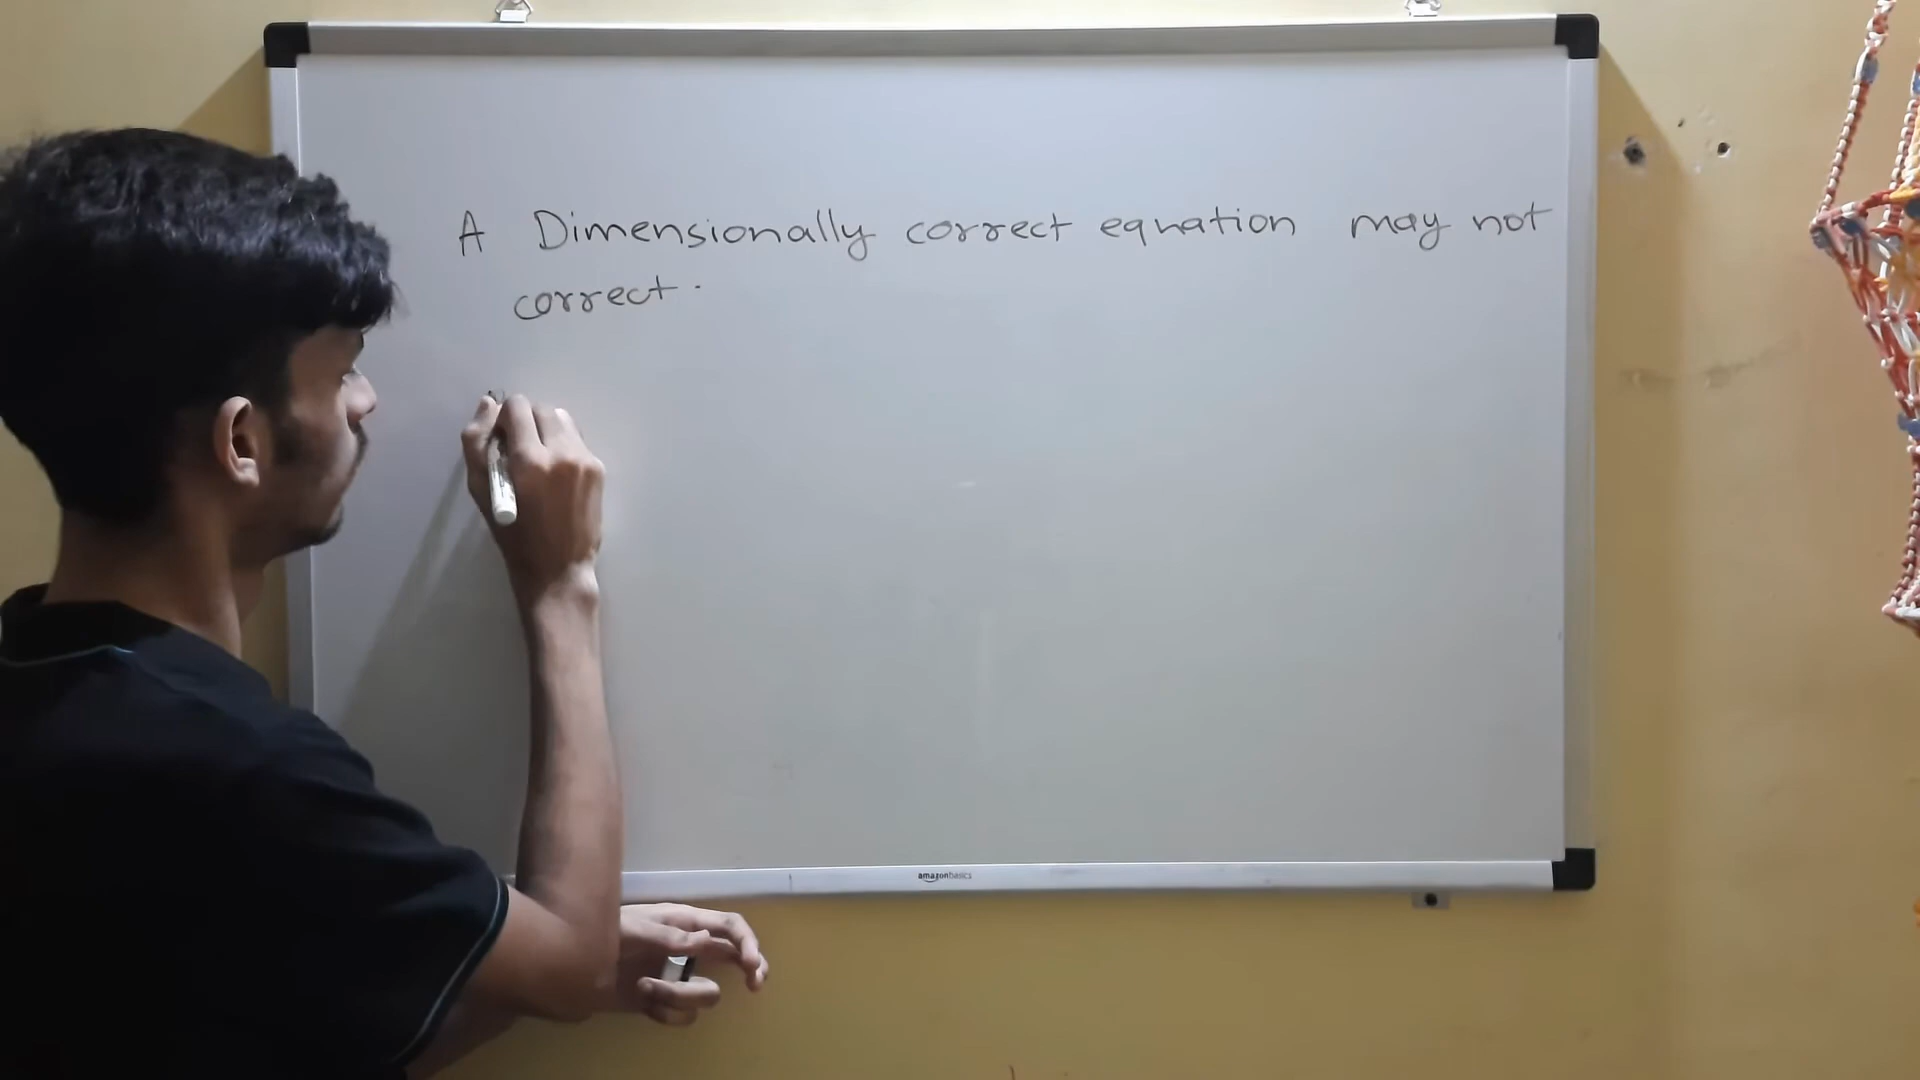 A Dimensionally correct equation may not
correct.
amazonbasics